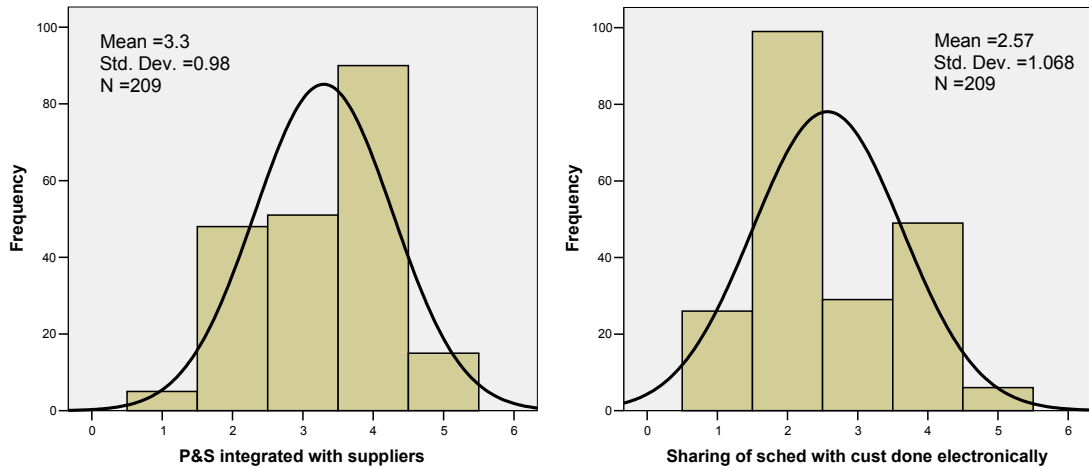 100
80
60
40
20
0
Frequency
Mean =3.3
Std. Dev. =0.98
N =209
0 1 2 3 4 5 6
P&S integrated with suppliers
100
80
60
40
20
0
Frequency
Mean =2.57
Std. Dev. =1.068
N =209
0 1 2 3 4 5 6
Sharing of sched with cust done electronically